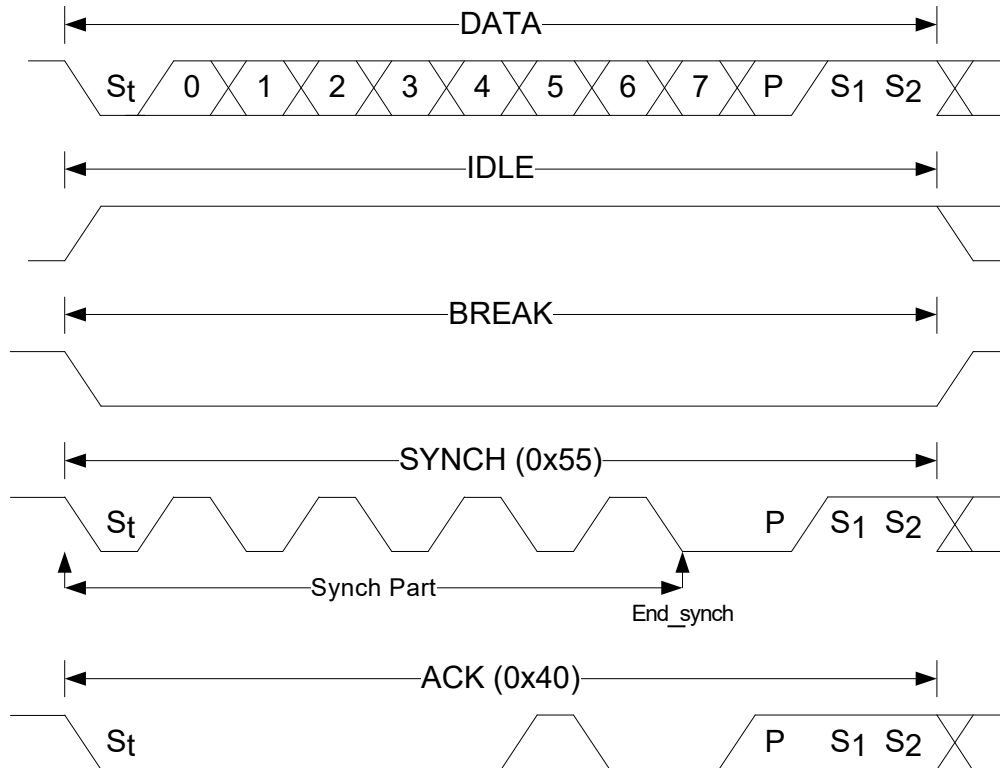 DATA
St 0 1 2 3 4 5 6 7 P S1 S2
IDLE
BREAK
SYNCH (0x55)
St P S1 S2
Synch Part
End_synch
ACK (0x40)
St P S1 S2